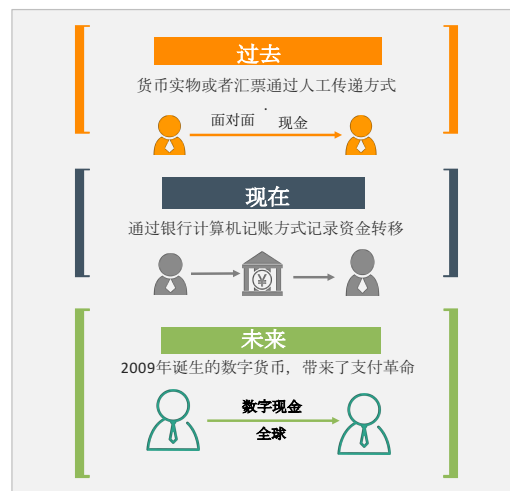 过去
货币实物或者汇票通过人工传递方式
面对面 现金
现在
通过银行计算机记账方式记录资金转移
¥
未来
2009年诞生的数字货币，带来了支付革命
数字现金
全球